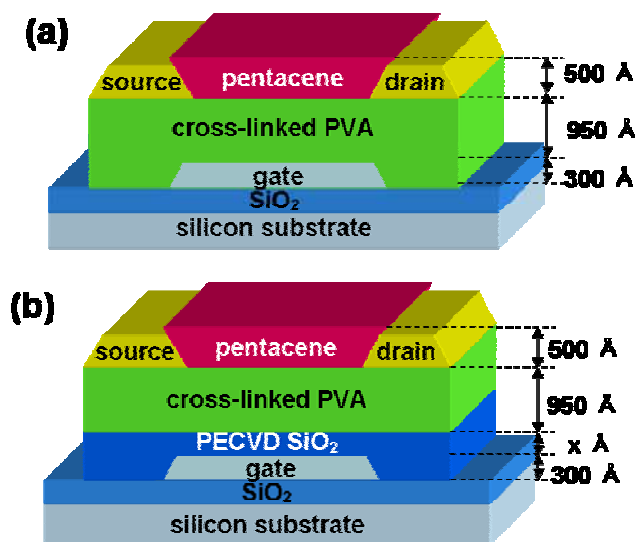 (a)
source pentacene drain
500 Å
cross-linked PVA
950 Å
gate
300 Å
SiO₂
silicon substrate
(b)
source pentacene drain
500 Å
cross-linked PVA
950 Å
PECVD SiO₂
x Å
gate
300 Å
SiO₂
silicon substrate